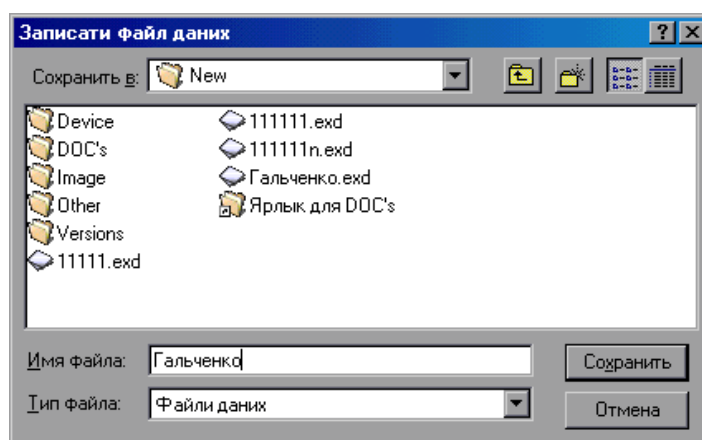 Записати файл даних
Сохранить в: New
Device
DOC's
Image
Other
Versions
11111.exd
111111.exd
111111n.exd
Гальченко.exd
Ярлык для DOC's
Имя файла: Гальченко
Сохранить
Тип файла: Файли даних
Отмена